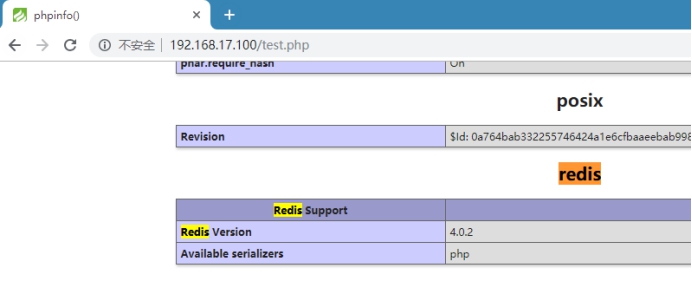 phpinfo()
不安全 192.168.17.100/test.php
phar.require_hash On
posix
Revision $Id: 0a764bab332255746424a1e6cfbaaeebab998
redis
Redis Support
Redis Version 4.0.2
Available serializers php